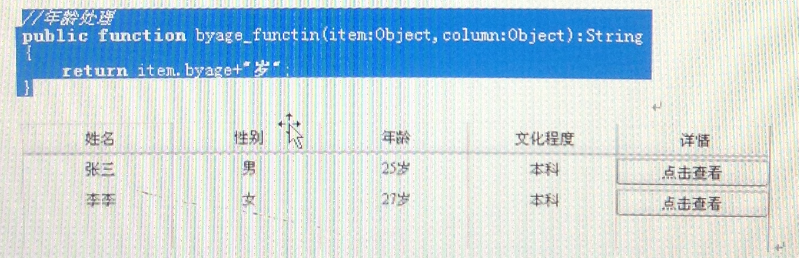 //年龄处理
public function byage_functin(item:Object,column:Object):String
{
return item.byage+"岁";
}
姓名 性别 年龄 文化程度 详情
张三 男 25岁 本科 点击查看
李李 女 27岁 本科 点击查看